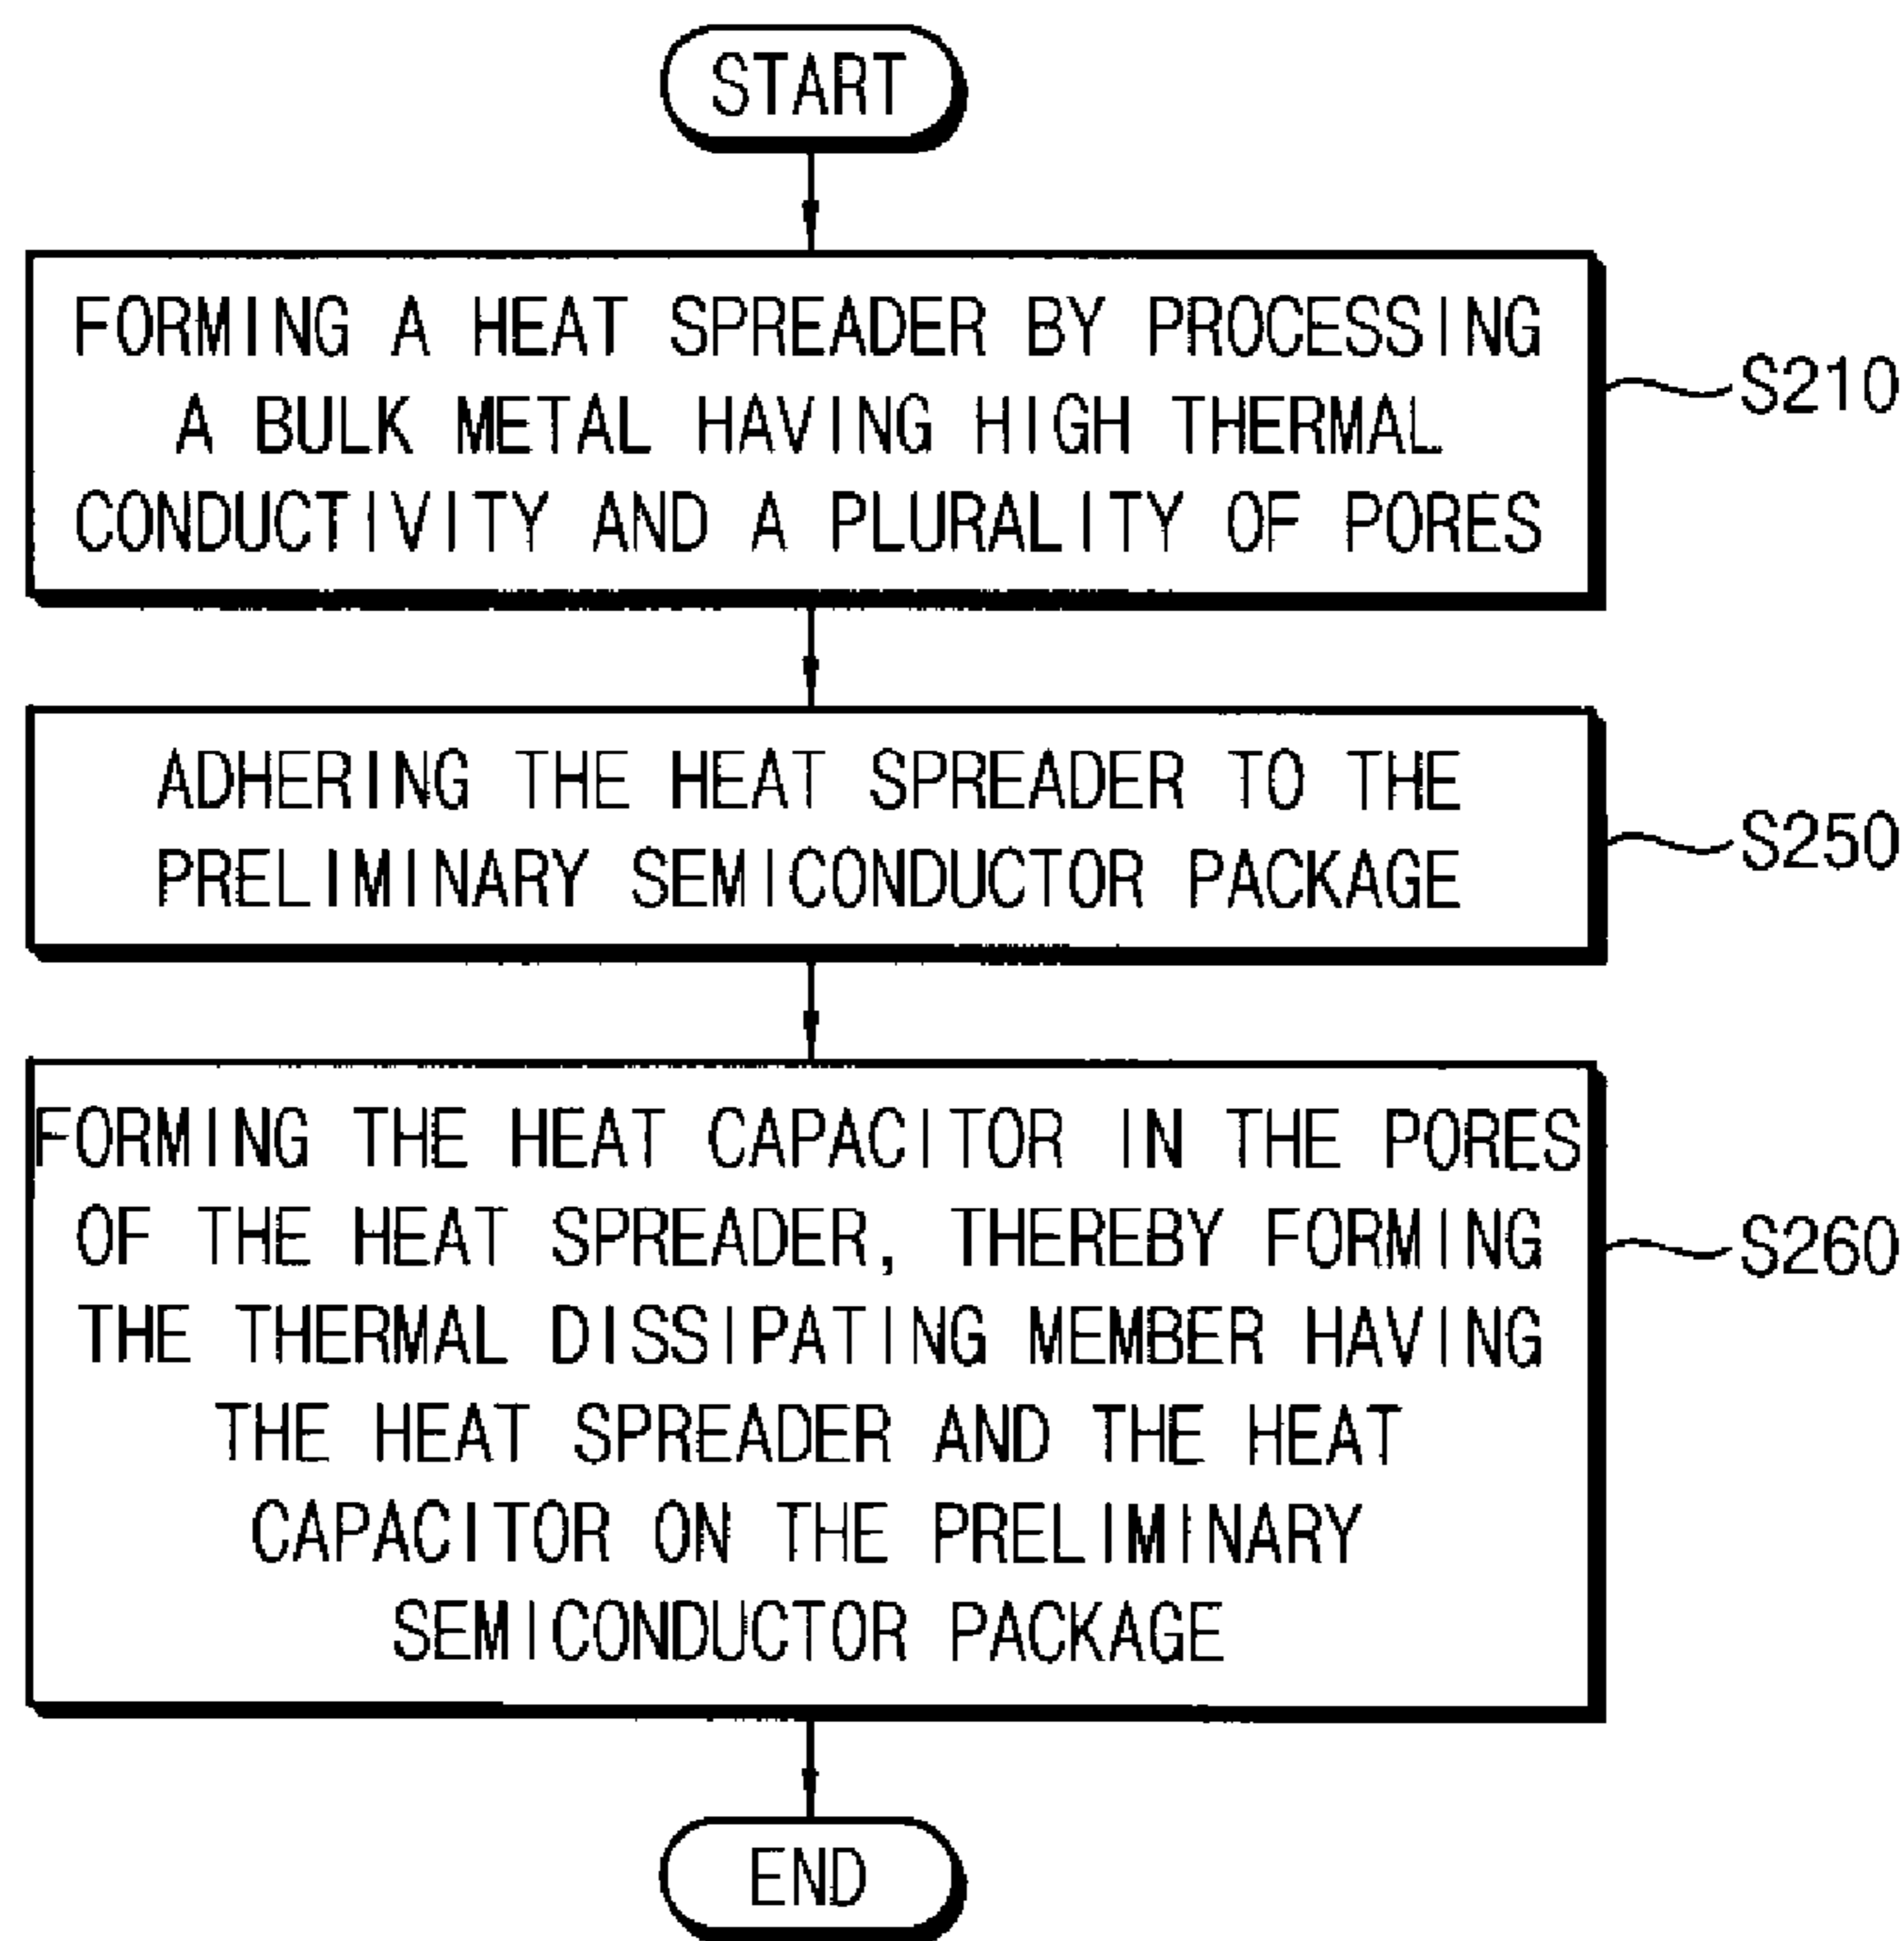 START
FORMING A HEAT SPREADER BY PROCESSING
A BULK METAL HAVING HIGH THERMAL
CONDUCTIVITY AND A PLURALITY OF PORES
S210
ADHERING THE HEAT SPREADER TO THE
PRELIMINARY SEMICONDUCTOR PACKAGE
S250
FORMING THE HEAT CAPACITOR IN THE PORES
OF THE HEAT SPREADER, THEREBY FORMING
THE THERMAL DISSIPATING MEMBER HAVING
THE HEAT SPREADER AND THE HEAT
CAPACITOR ON THE PRELIMINARY
SEMICONDUCTOR PACKAGE
S260
END